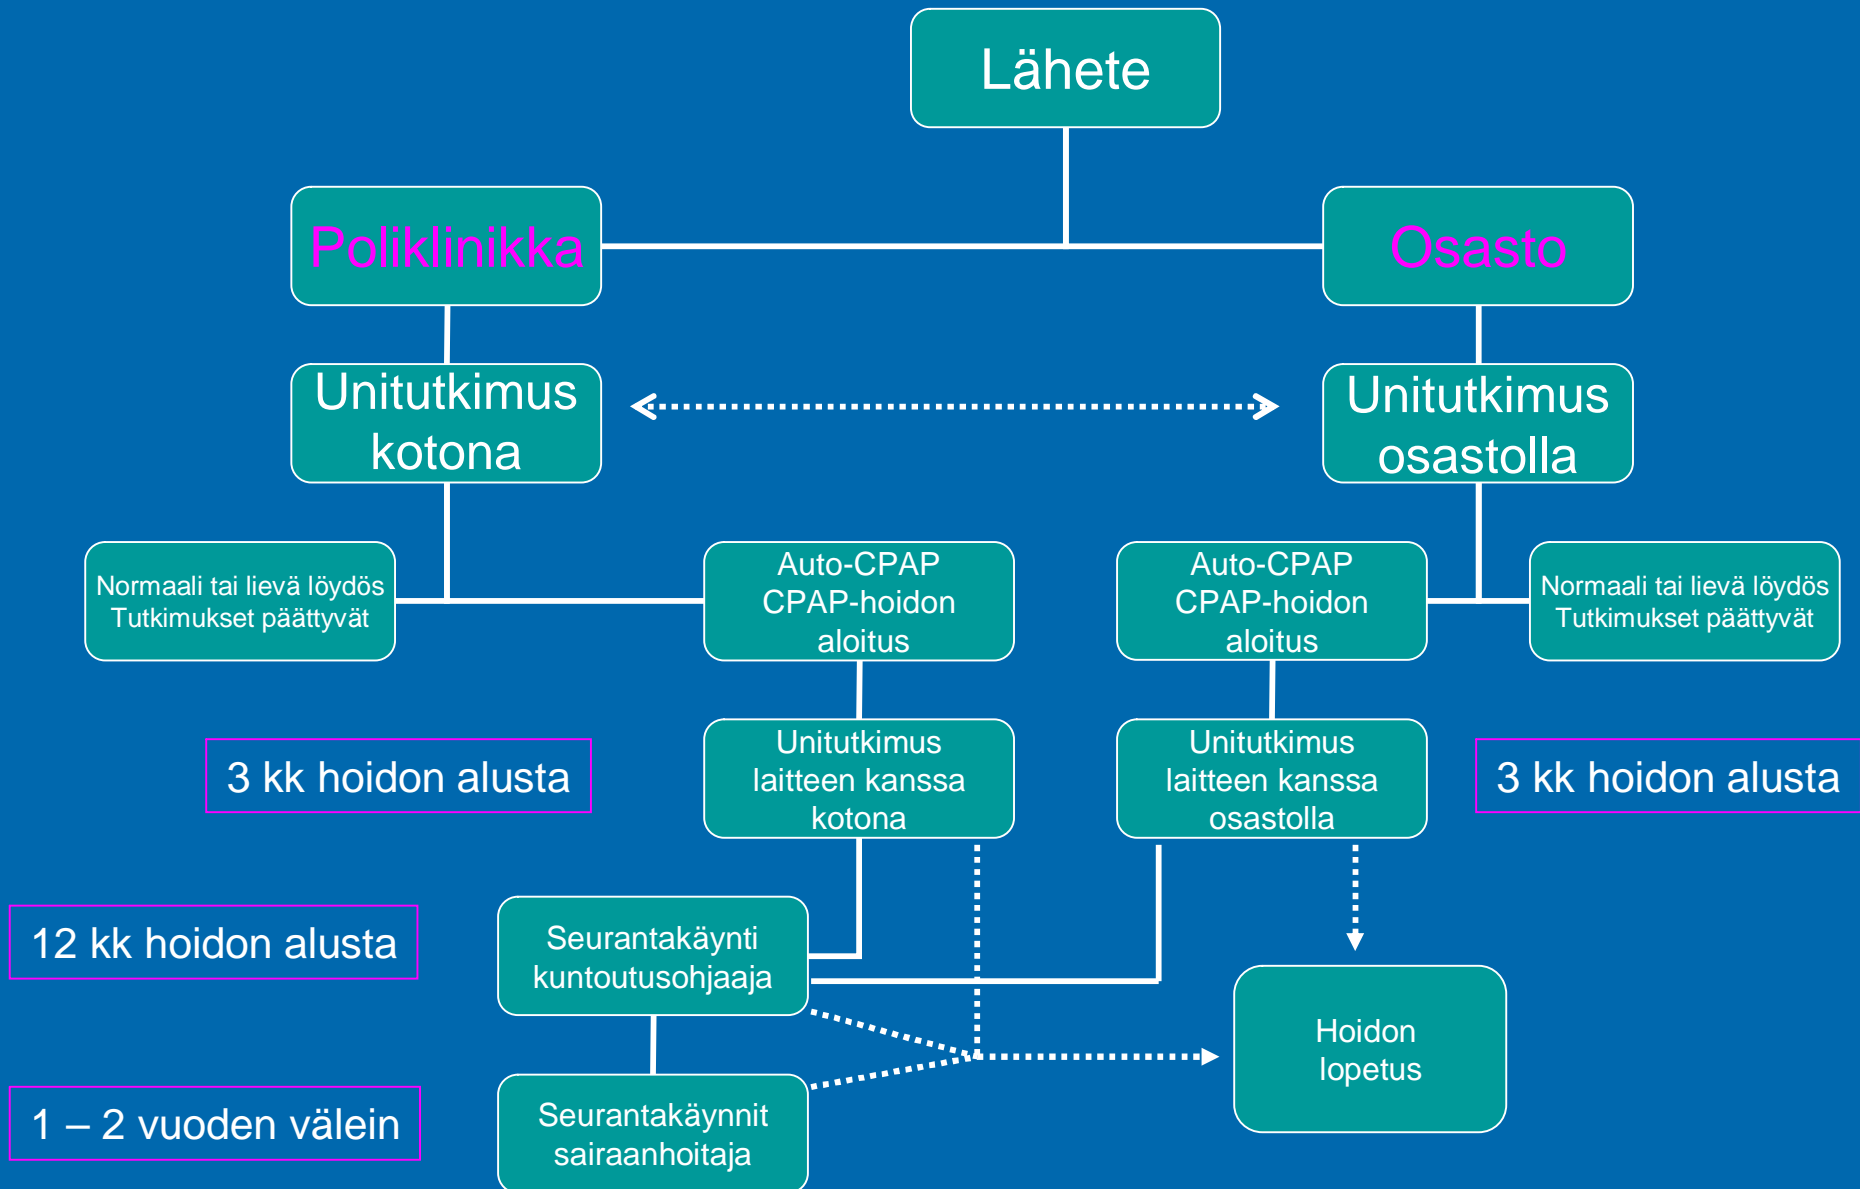 Lähete
Poliklinikka
Osasto
Unitutkimus
kotona
Unitutkimus
osastolla
Normaali tai lievä löydös
Tutkimukset päättyvät
Auto-CPAP
CPAP-hoidon
aloitus
Auto-CPAP
CPAP-hoidon
aloitus
Normaali tai lievä löydös
Tutkimukset päättyvät
3 kk hoidon alusta
Unitutkimus
laitteen kanssa
kotona
Unitutkimus
laitteen kanssa
osastolla
3 kk hoidon alusta
12 kk hoidon alusta
Seurantakäynti
kuntoutusohjaaja
Hoidon
lopetus
1 – 2 vuoden välein
Seurantakäynnit
sairaanhoitaja